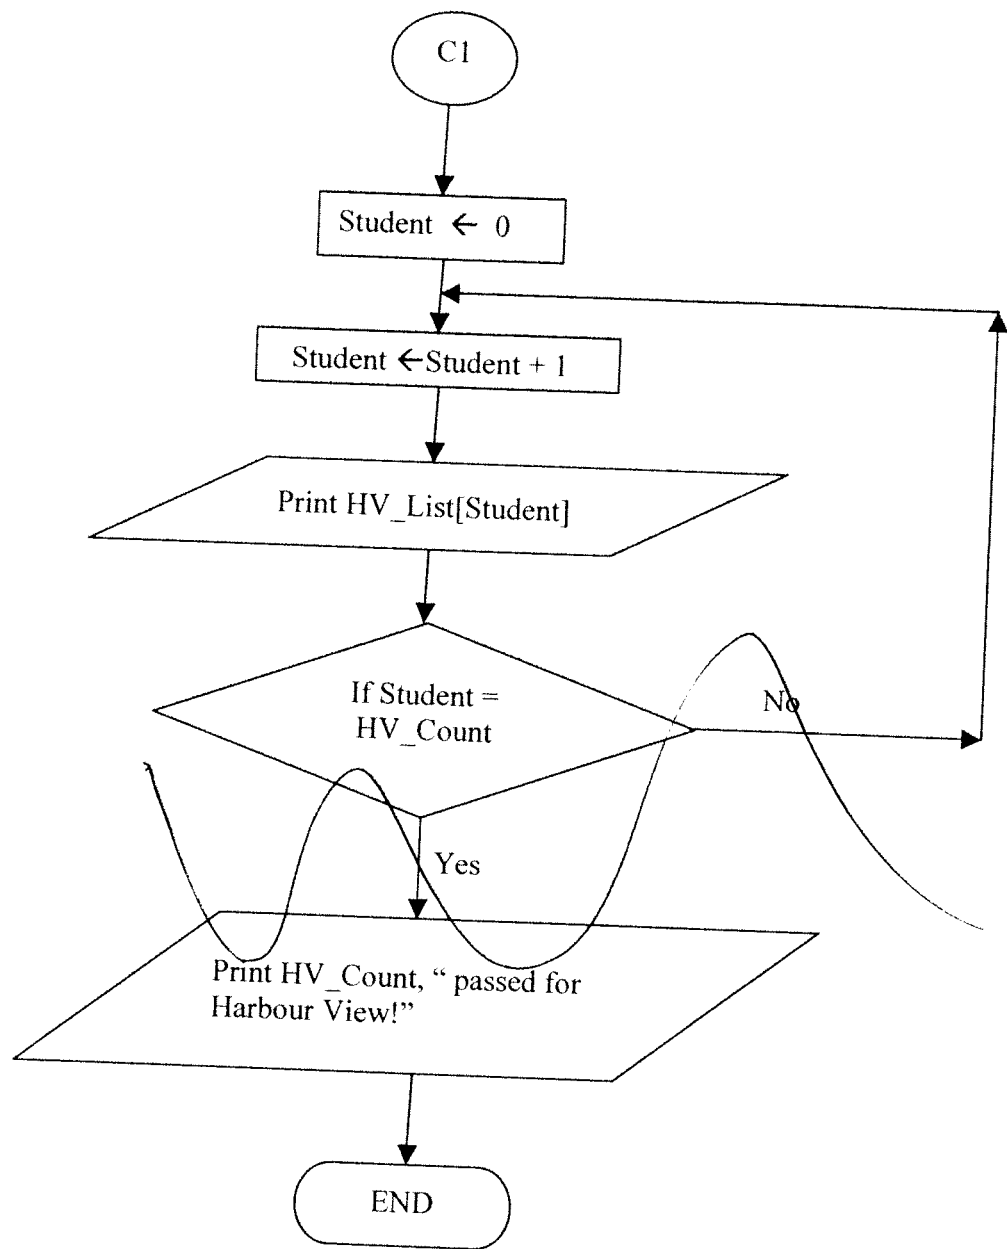 C1
Student ← 0
Student ←Student + 1
Print HV_List[Student]
If Student =
HV_Count
No
Yes
Print HV_Count, “ passed for
Harbour View!”
END